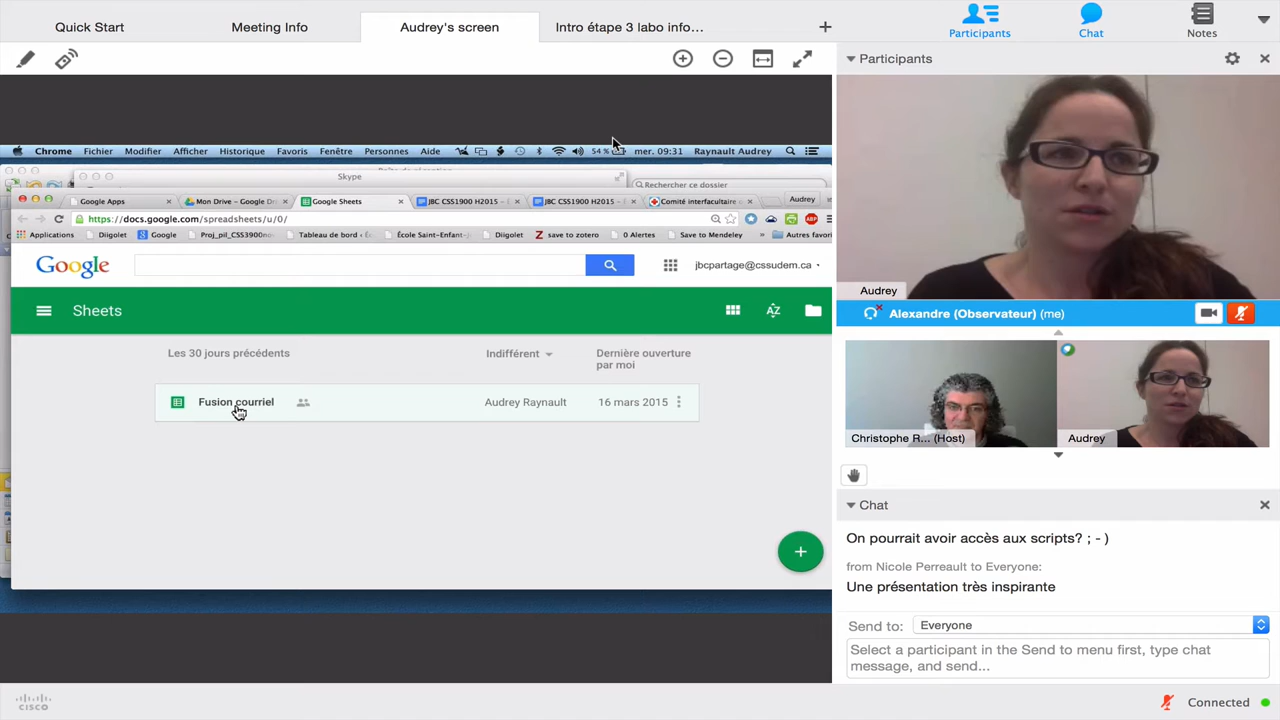 Quick Start
Meeting Info
Audrey's screen
Intro étape 3 labo info...
Participants
Chat
Notes
Participants
Chrome Fichier Modifier Afficher Historique Favoris Fenêtre Personnes Aide 54 % mer. 09:31 Raynault Audrey
Skype
Rechercher ce dossier
Google Apps
Mon Drive – Google
Google Sheets
JBC CSS1900 H2015 –
JBC CSS1900 H2015 –
Comité interfacultaire
Audrey
https://docs.google.com/spreadsheets/u/0/
Applications Diigolet Google Proj_pil_CSS3900 Tableau de bord École Saint-Enfant- Diigolet save to zotero 0 Alertes Save to Mendeley » Autres favori
Google
jbcpartage@cssudem.ca
Sheets
Les 30 jours précédents
Indifférent
Dernière ouverture
par moi
Fusion courriel
Audrey Raynault
16 mars 2015
Audrey
Alexandre (Observateur) (me)
Christophe R... (Host)
Audrey
Chat
On pourrait avoir accès aux scripts? ; - )
from Nicole Perreault to Everyone:
Une présentation très inspirante
Send to: Everyone
Select a participant in the Send to menu first, type chat
message, and send...
cisco
Connected